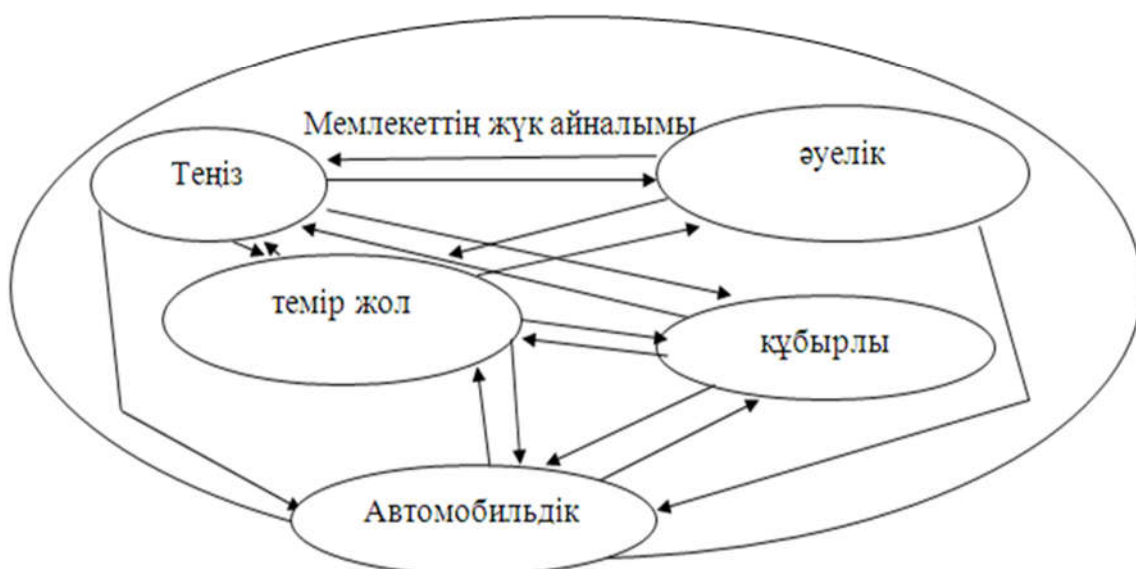 Мемлекеттің жүк айналымы
Теңіз
әуелік
темір жол
құбырлы
Автомобильдік